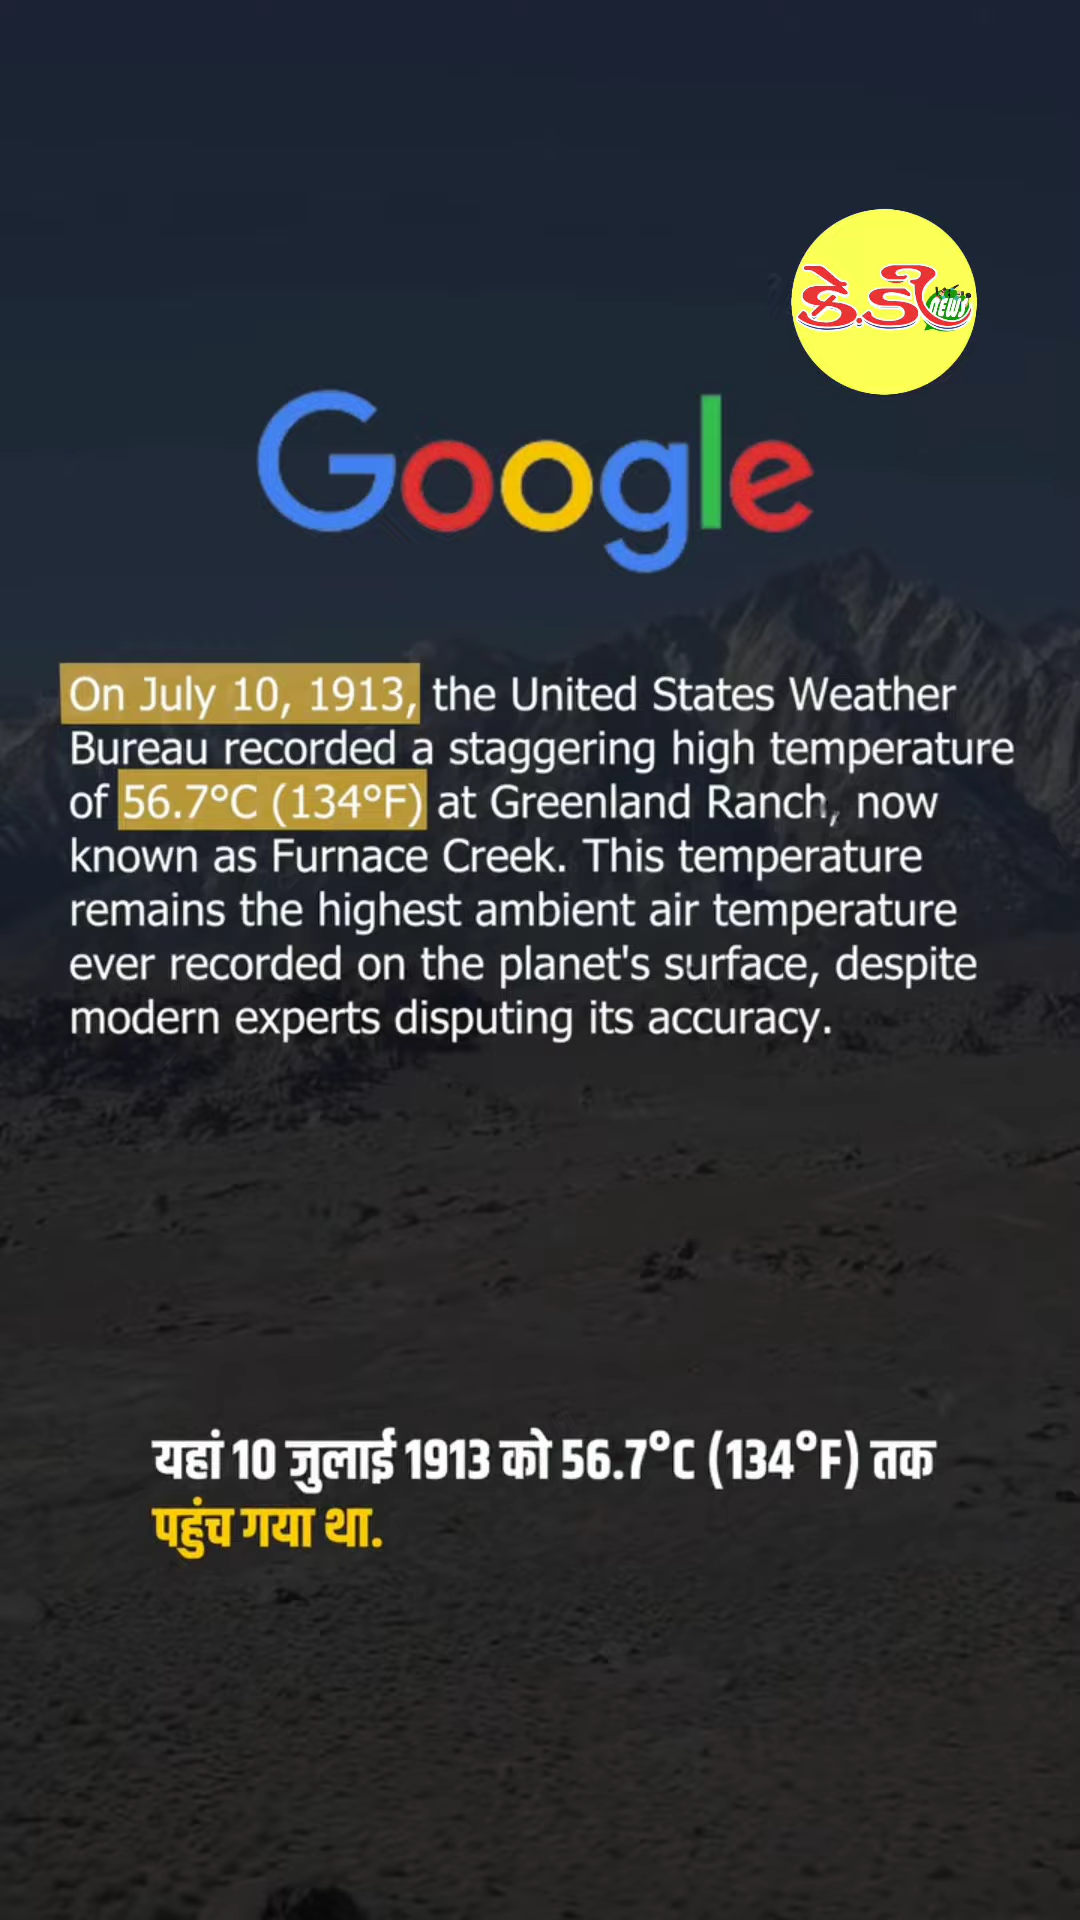 के.डी NEWS
Google
On July 10, 1913, the United States Weather
Bureau recorded a staggering high temperature
of 56.7°C (134°F) at Greenland Ranch, now
known as Furnace Creek. This temperature
remains the highest ambient air temperature
ever recorded on the planet's surface, despite
modern experts disputing its accuracy.
यहां 10 जुलाई 1913 को 56.7°C (134°F) तक
पहुंच गया था.